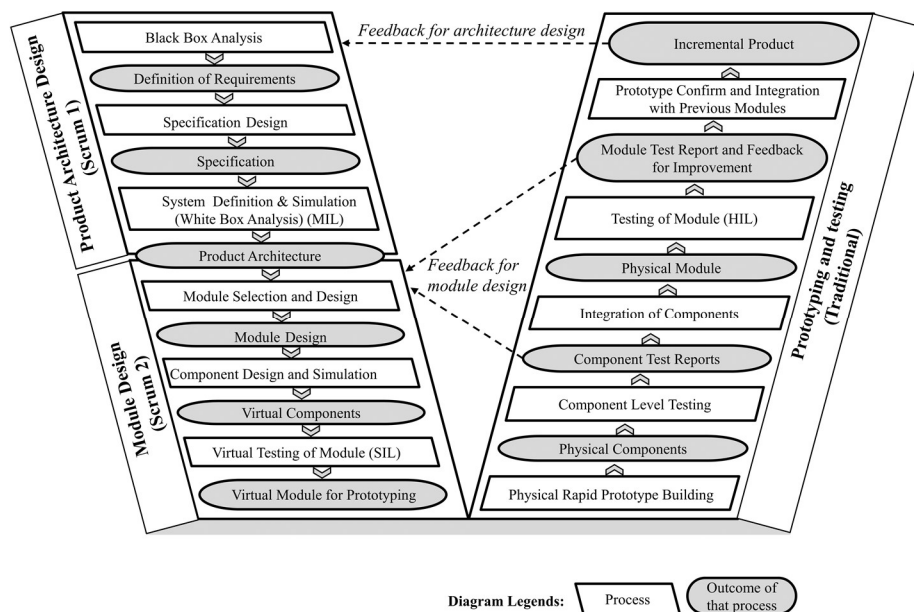 Product Architecture Design
(Scrum 1)
Black Box Analysis
Definition of Requirements
Specification Design
Specification
System Definition & Simulation
(White Box Analysis) (MIL)
Product Architecture
Module Design
(Scrum 2)
Module Selection and Design
Module Design
Component Design and Simulation
Virtual Components
Virtual Testing of Module (SIL)
Virtual Module for Prototyping
Feedback for architecture design
Feedback for
module design
Incremental Product
Prototype Confirm and Integration
with Previous Modules
Module Test Report and Feedback
for Improvement
Testing of Module (HIL)
Physical Module
Integration of Components
Component Test Reports
Component Level Testing
Physical Components
Physical Rapid Prototype Building
Prototyping and testing
(Traditional)
Diagram Legends:
Process
Outcome of
that process